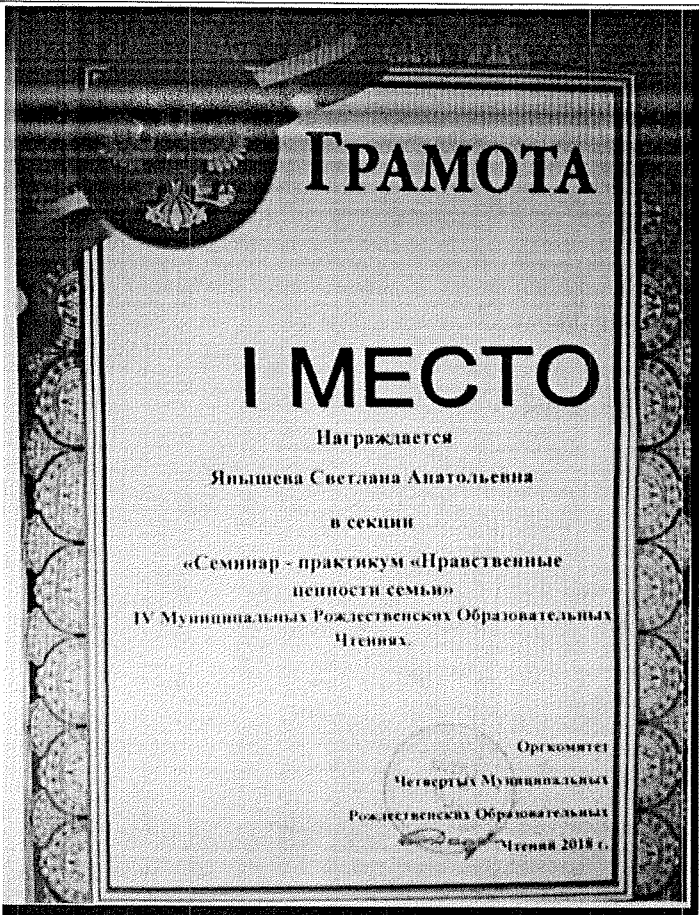 ГРАМОТА
I МЕСТО
Награждается
Янышева Светлана Анатольевна
в секции
«Семинар - практикум «Нравственные
ценности семьи»
IV Муниципальных Рождественских Образовательных
Чтениях.
Оргкомитет
Четвертых Муниципальных
Рождественских Образовательных
Чтений 2018 г.